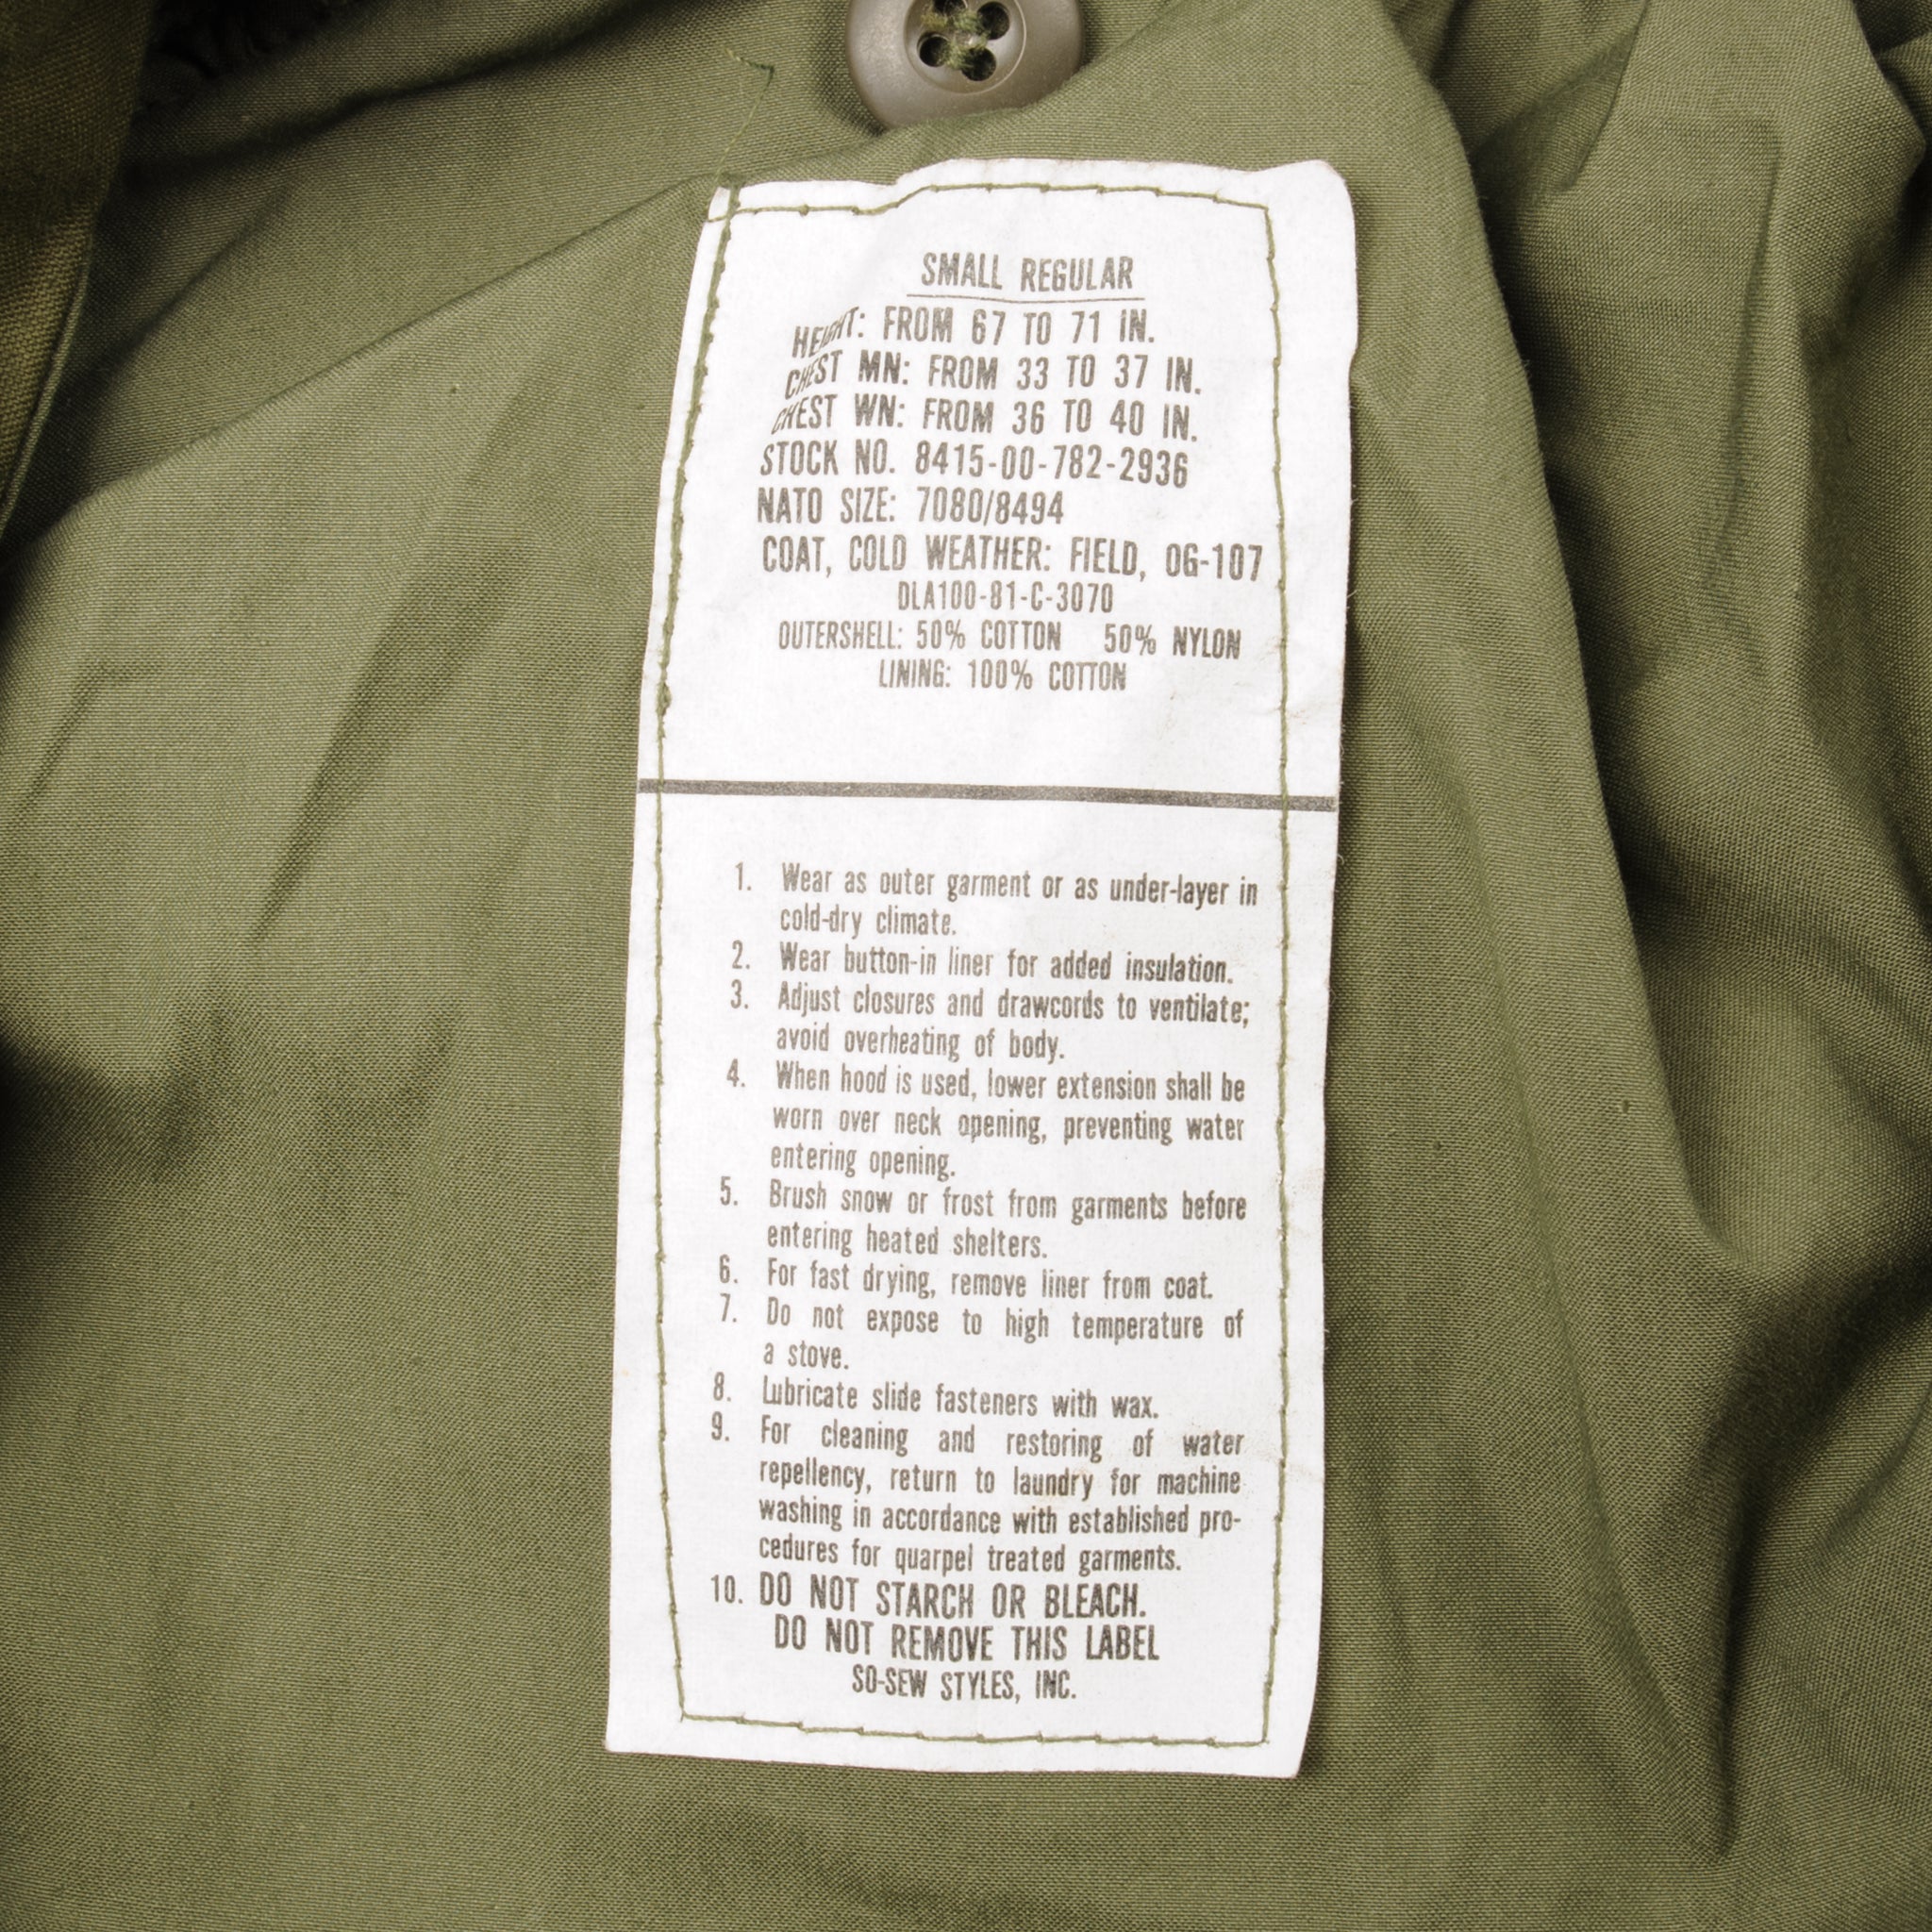 SMALL REGULAR
HEIGHT: FROM 67 TO 71 IN.
CHEST MN: FROM 33 TO 37 IN.
CHEST WN: FROM 36 TO 40 IN.
STOCK NO. 8415-00-782-2936
NATO SIZE: 7080/8494
COAT, COLD WEATHER: FIELD, OG-107
DLA100-81-C-3070
OUTERSHELL: 50% COTTON 50% NYLON
LINING: 100% COTTON
1. Wear as outer garment or as under-layer in
cold-dry climate.
2. Wear button-in liner for added insulation.
3. Adjust closures and drawcords to ventilate;
avoid overheating of body.
4. When hood is used, lower extension shall be
worn over neck opening, preventing water
entering opening.
5. Brush snow or frost from garments before
entering heated shelters.
6. For fast drying, remove liner from coat.
7. Do not expose to high temperature of
a stove.
8. Lubricate slide fasteners with wax.
9. For cleaning and restoring of water
repellency, return to laundry for machine
washing in accordance with established pro-
cedures for quarpel treated garments.
10. DO NOT STARCH OR BLEACH.
DO NOT REMOVE THIS LABEL
SO-SEW STYLES, INC.